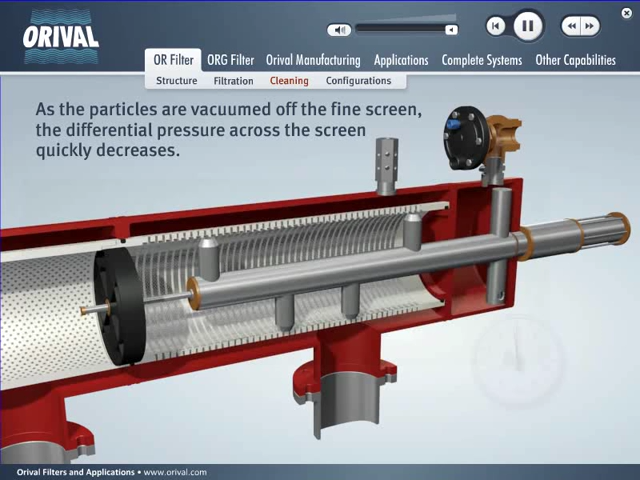 ORIVAL
OR Filter
ORG Filter
Orival Manufacturing
Applications
Complete Systems
Other Capabilities
Structure
Filtration
Cleaning
Configurations
As the particles are vacuumed off the fine screen,
the differential pressure across the screen
quickly decreases.
Orival Filters and Applications • www.orival.com